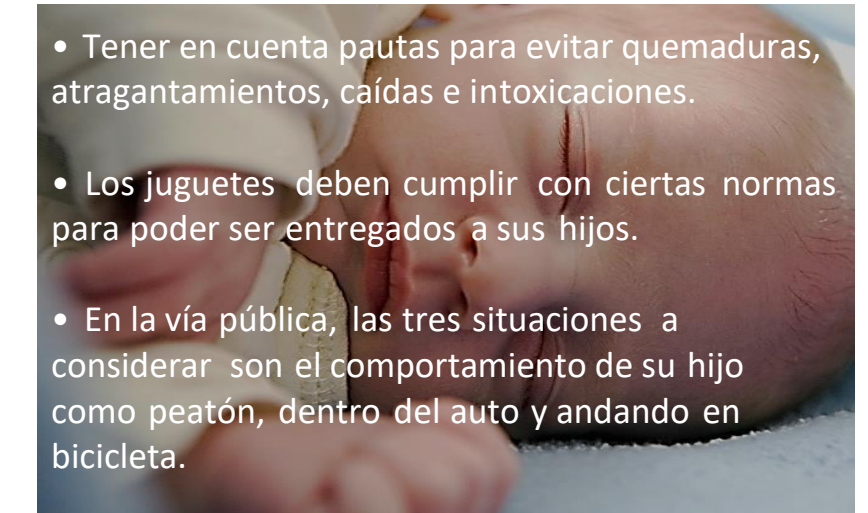 • Tener en cuenta pautas para evitar quemaduras,
atragantamientos, caídas e intoxicaciones.
• Los juguetes deben cumplir con ciertas normas
para poder ser entregados a sus hijos.
• En la vía pública, las tres situaciones a
considerar son el comportamiento de su hijo
como peatón, dentro del auto y andando en
bicicleta.